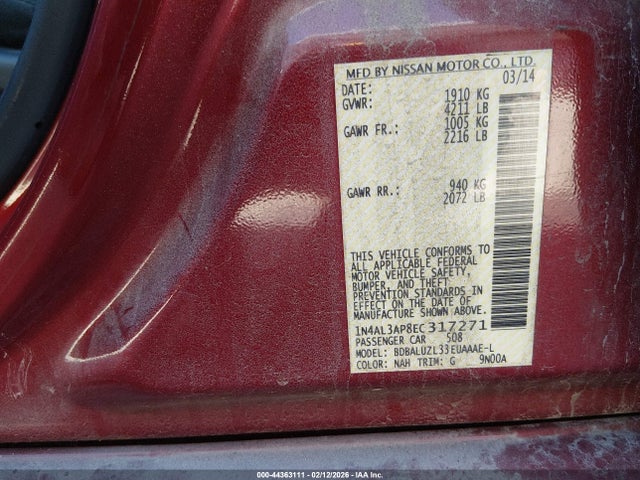 MFD BY NISSAN MOTOR CO., LTD.
DATE: 03/14
GVWR: 1910 KG
4211 LB
GAWR FR.: 1005 KG
2216 LB
GAWR RR.: 940 KG
2072 LB
THIS VEHICLE CONFORMS TO
ALL APPLICABLE FEDERAL
MOTOR VEHICLE SAFETY,
BUMPER, AND THEFT
PREVENTION STANDARDS IN
EFFECT ON THE DATE OF
MANUFACTURE SHOWN ABOVE.
1N4AL3AP8EC317271
PASSENGER CAR 508
MODEL: BDBALUZL33EUAAAE-L
COLOR: NAH TRIM: G 9N00A
000-44363111 - 02/12/2026 - IAA Inc.